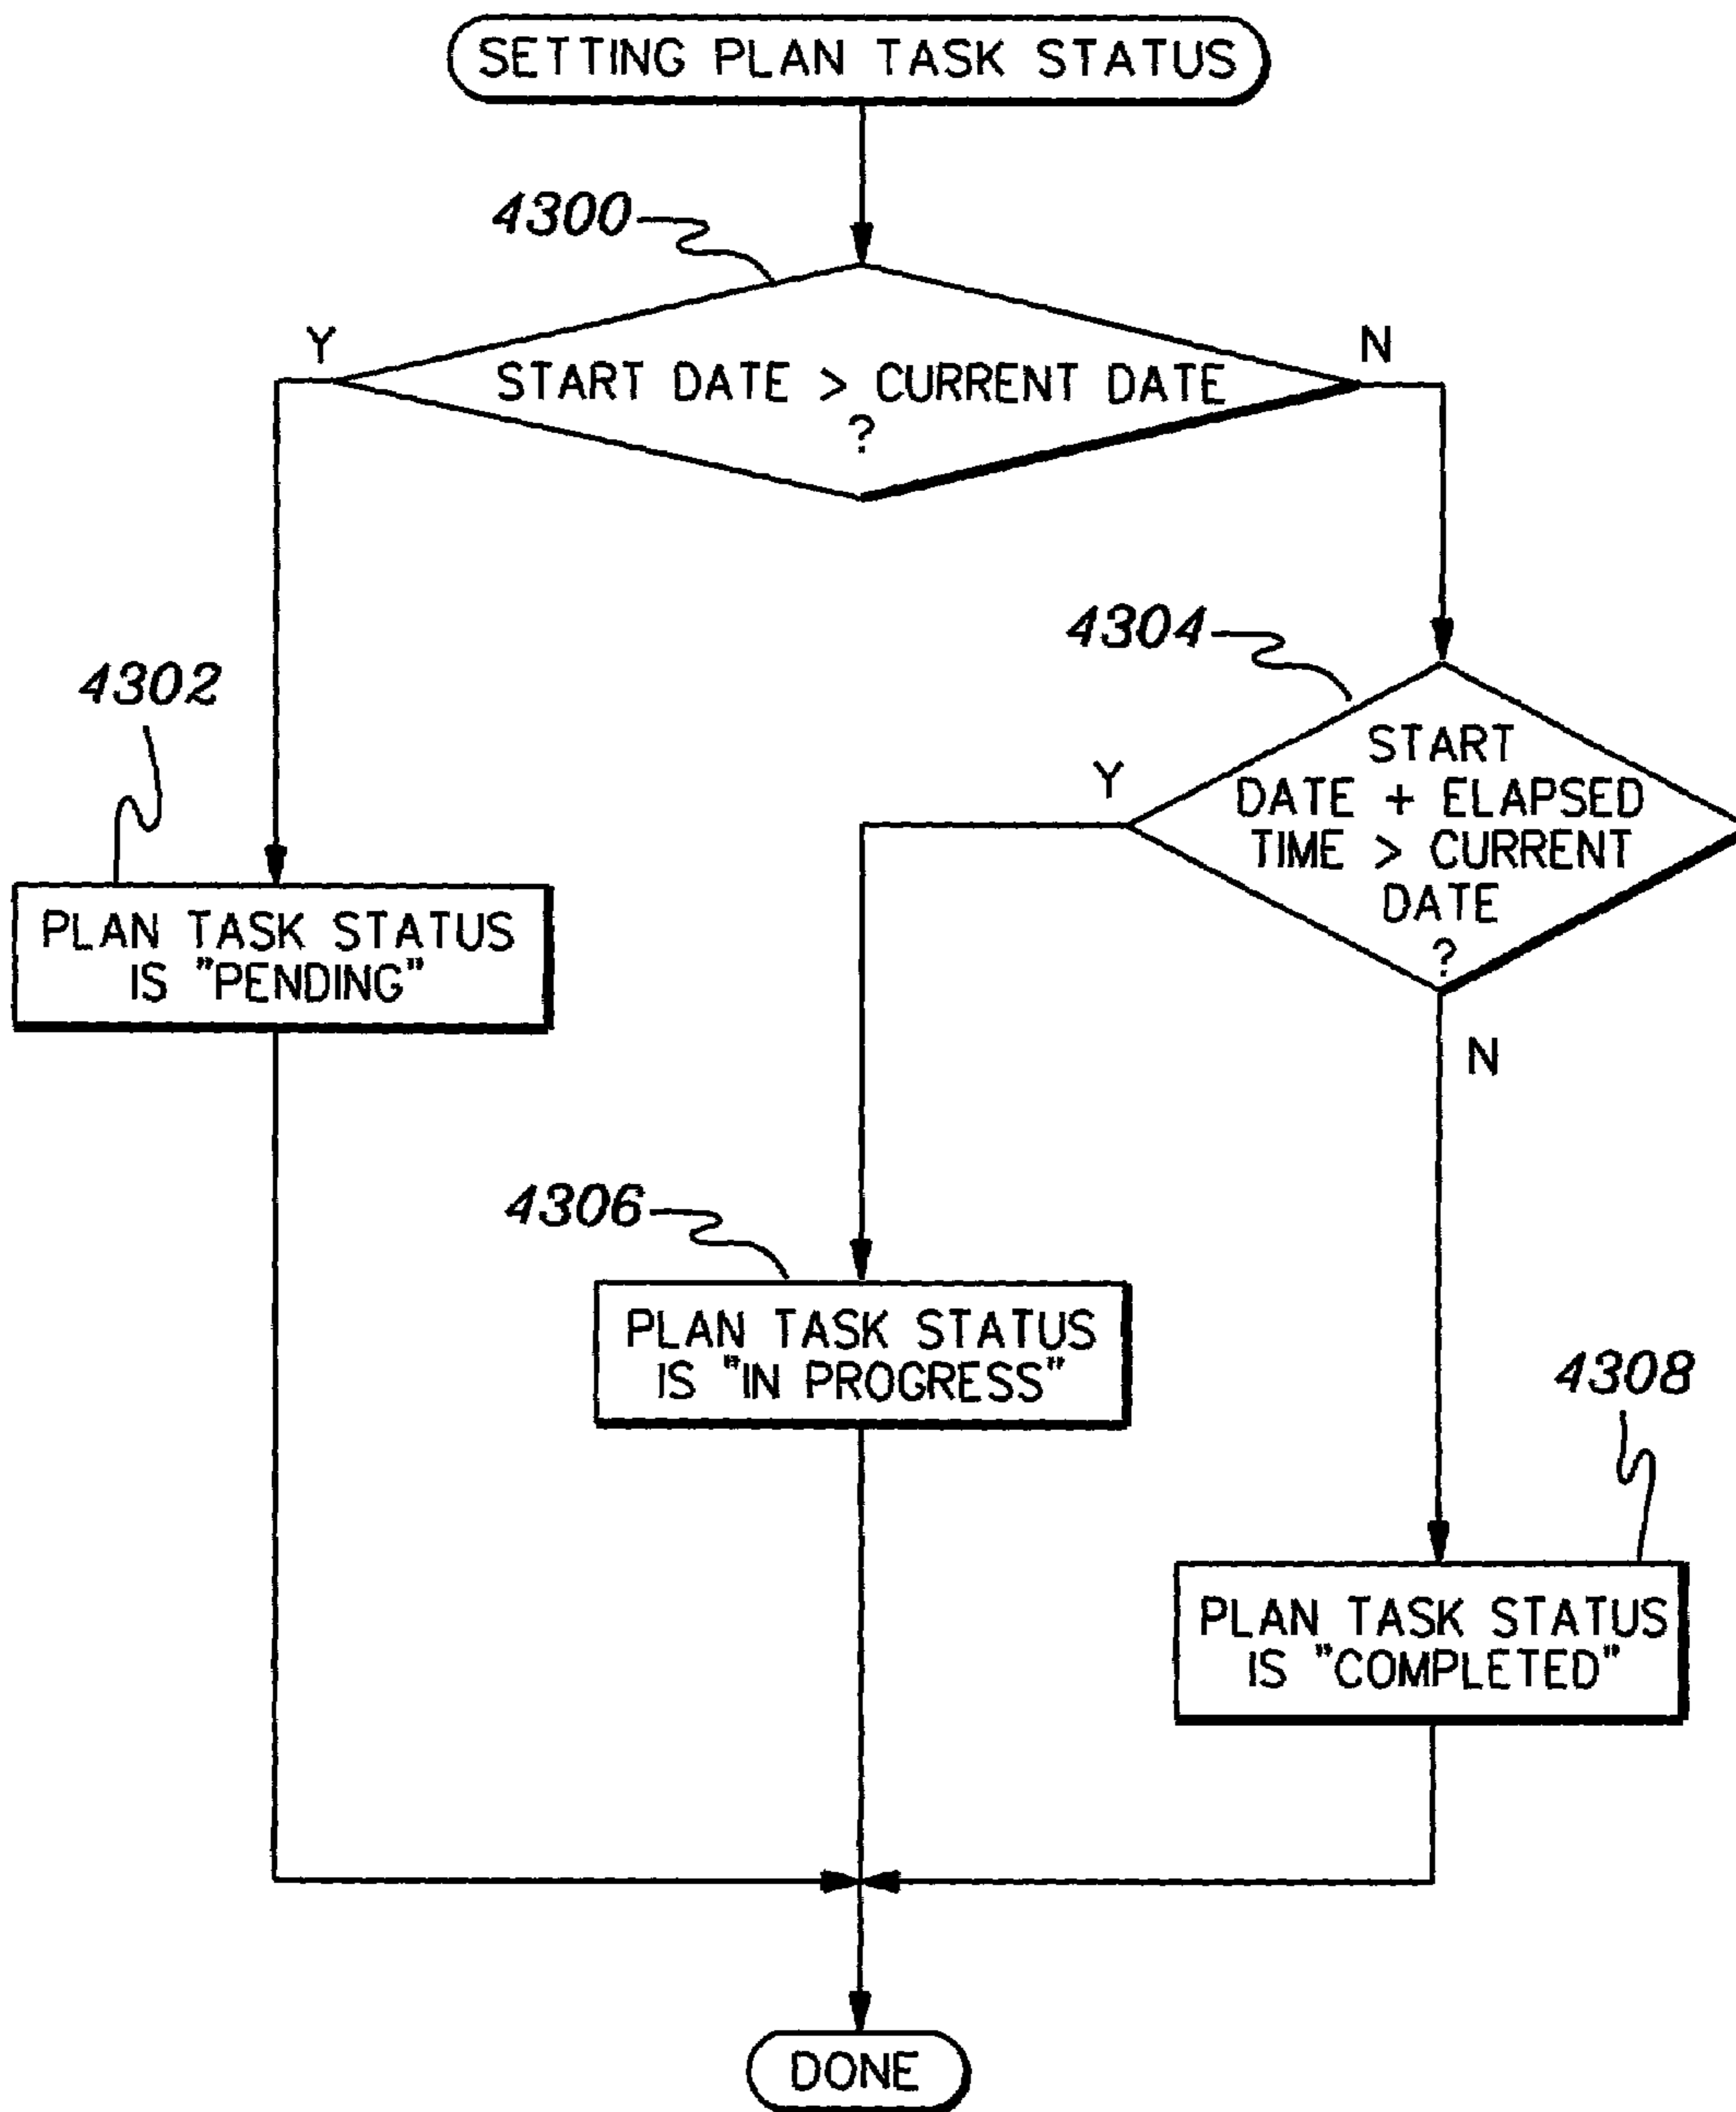 SETTING PLAN TASK STATUS
4300
Y
N
START DATE > CURRENT DATE
?
4304
4302
START
DATE + ELAPSED
TIME > CURRENT
DATE
?
Y
N
PLAN TASK STATUS
IS "PENDING"
4306
PLAN TASK STATUS
IS "IN PROGRESS"
4308
PLAN TASK STATUS
IS "COMPLETED"
DONE